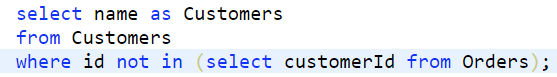 select name as Customers
from Customers
where id not in (select customerId from Orders);